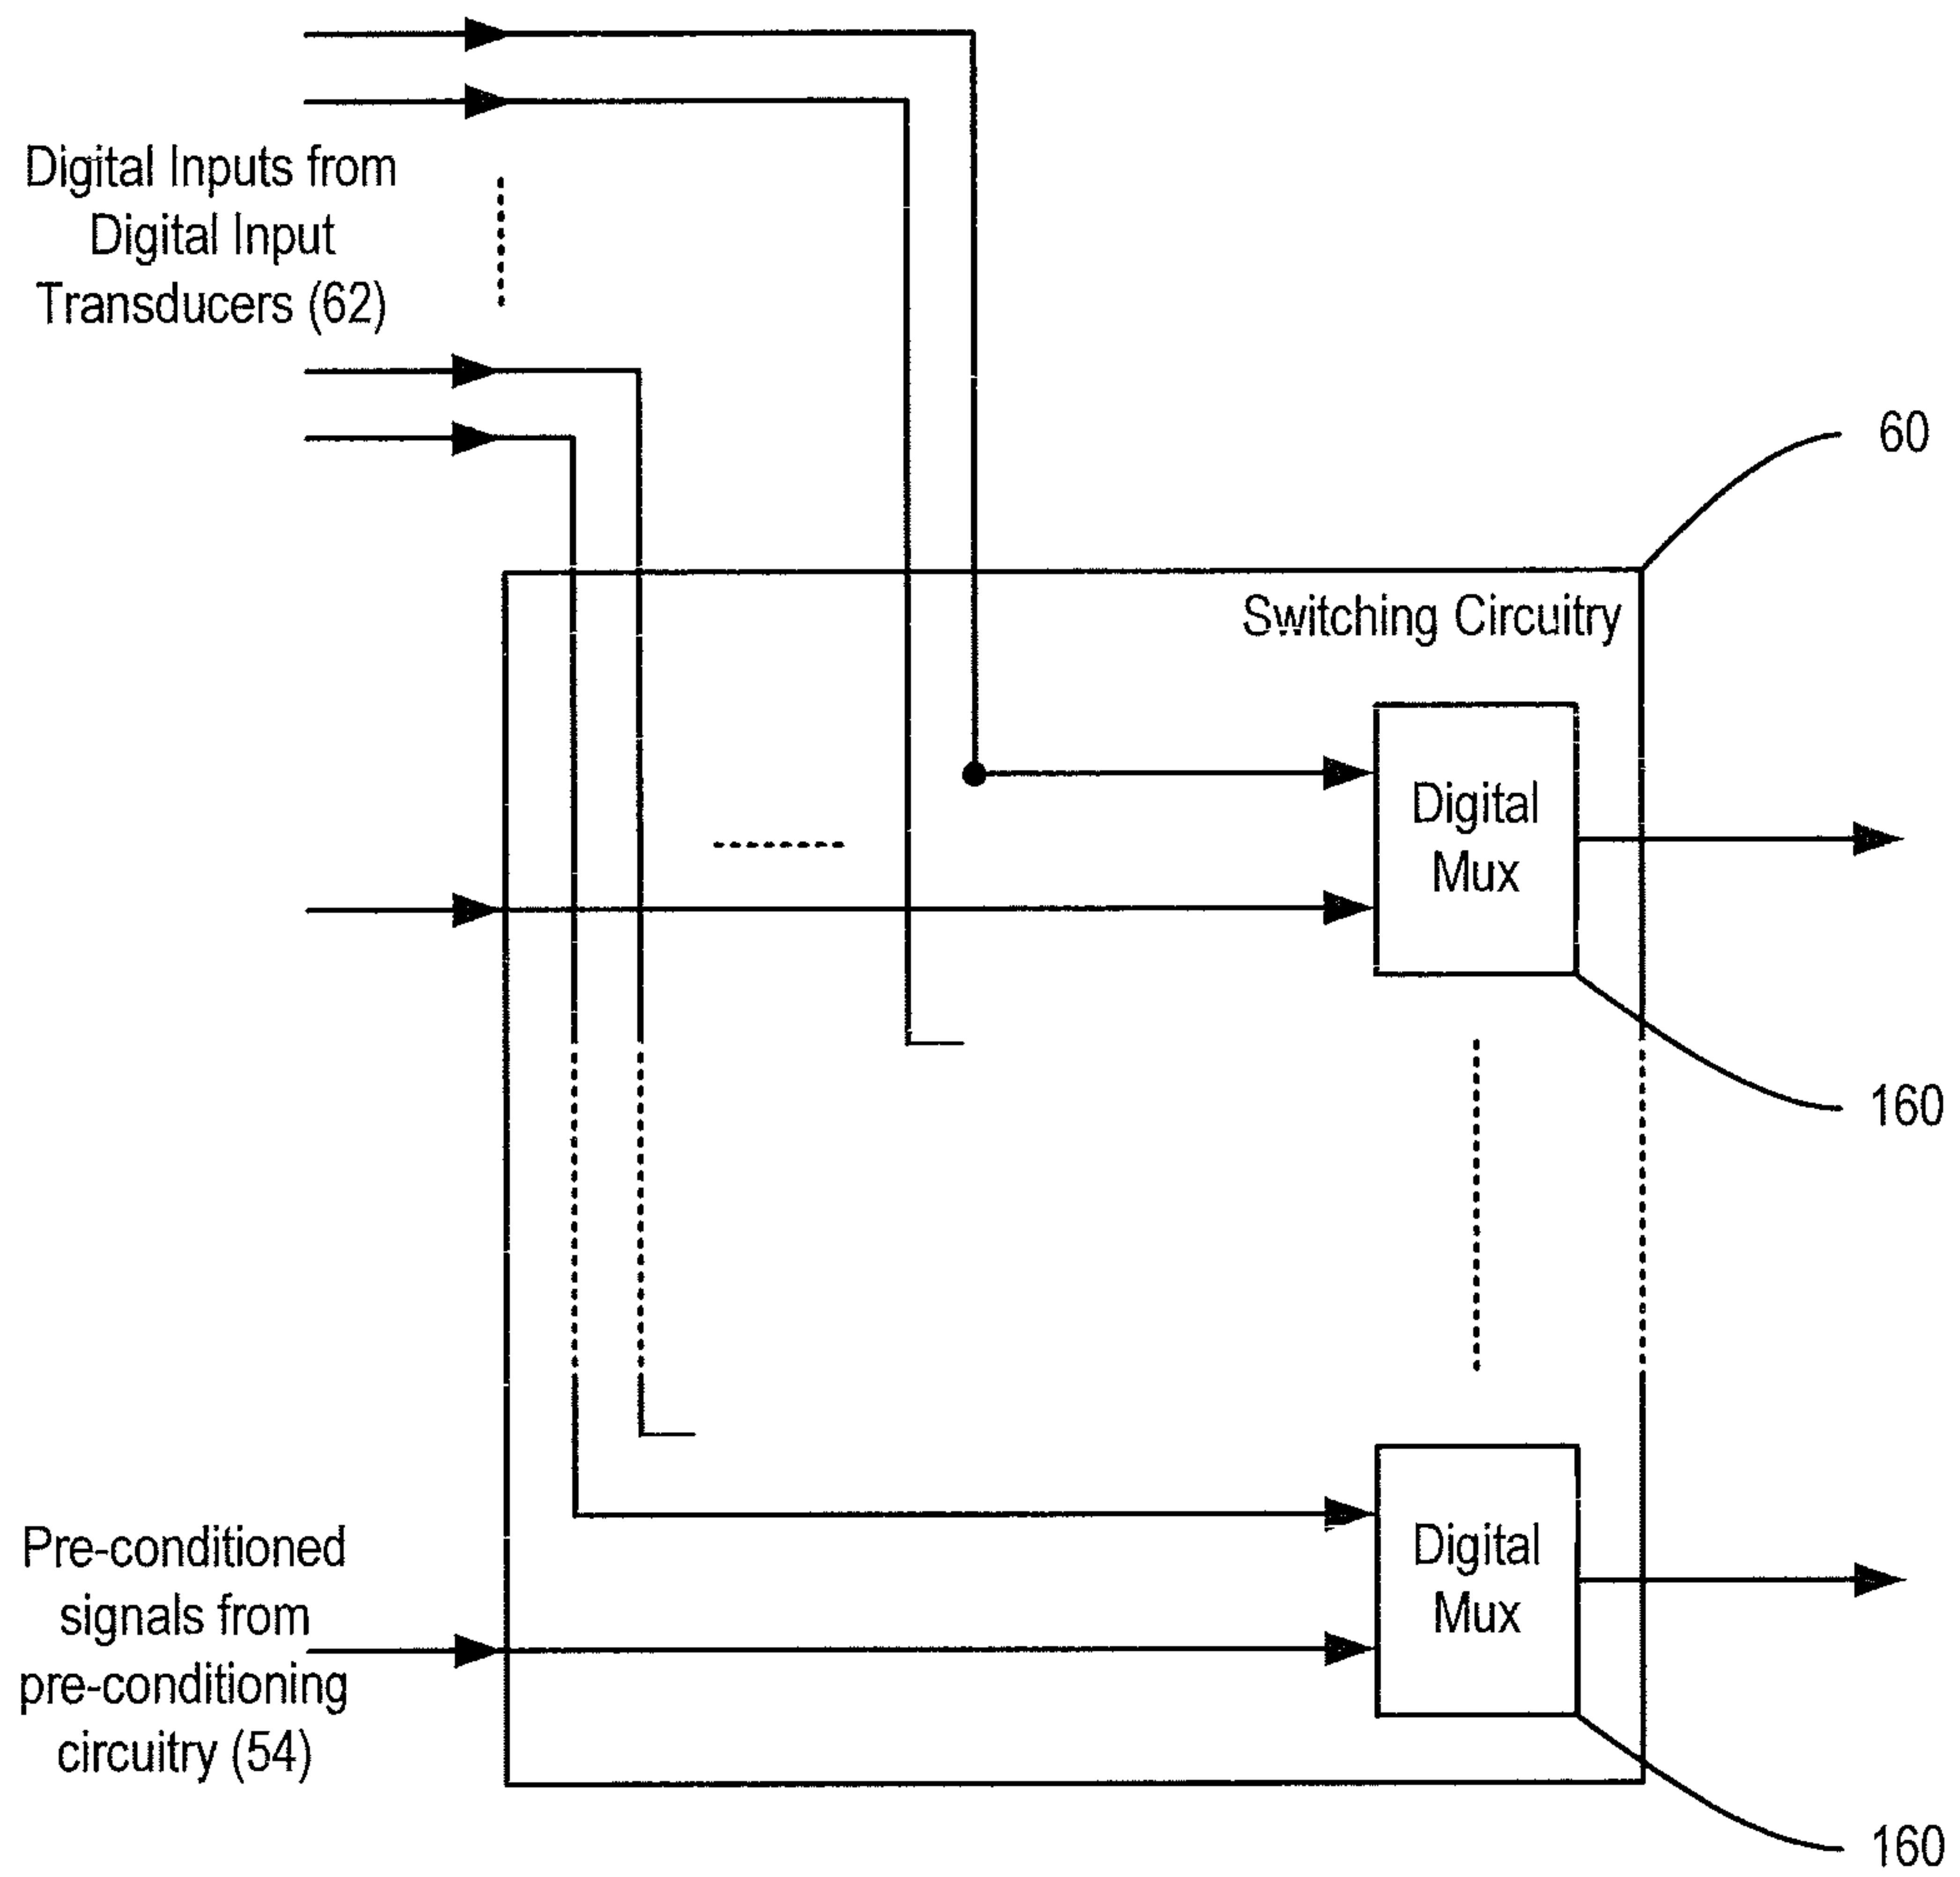 Digital Inputs from
Digital Input
Transducers (62)
60
Switching Circuitry
Digital
Mux
160
Digital
Mux
Pre-conditioned
signals from
pre-conditioning
circuitry (54)
160